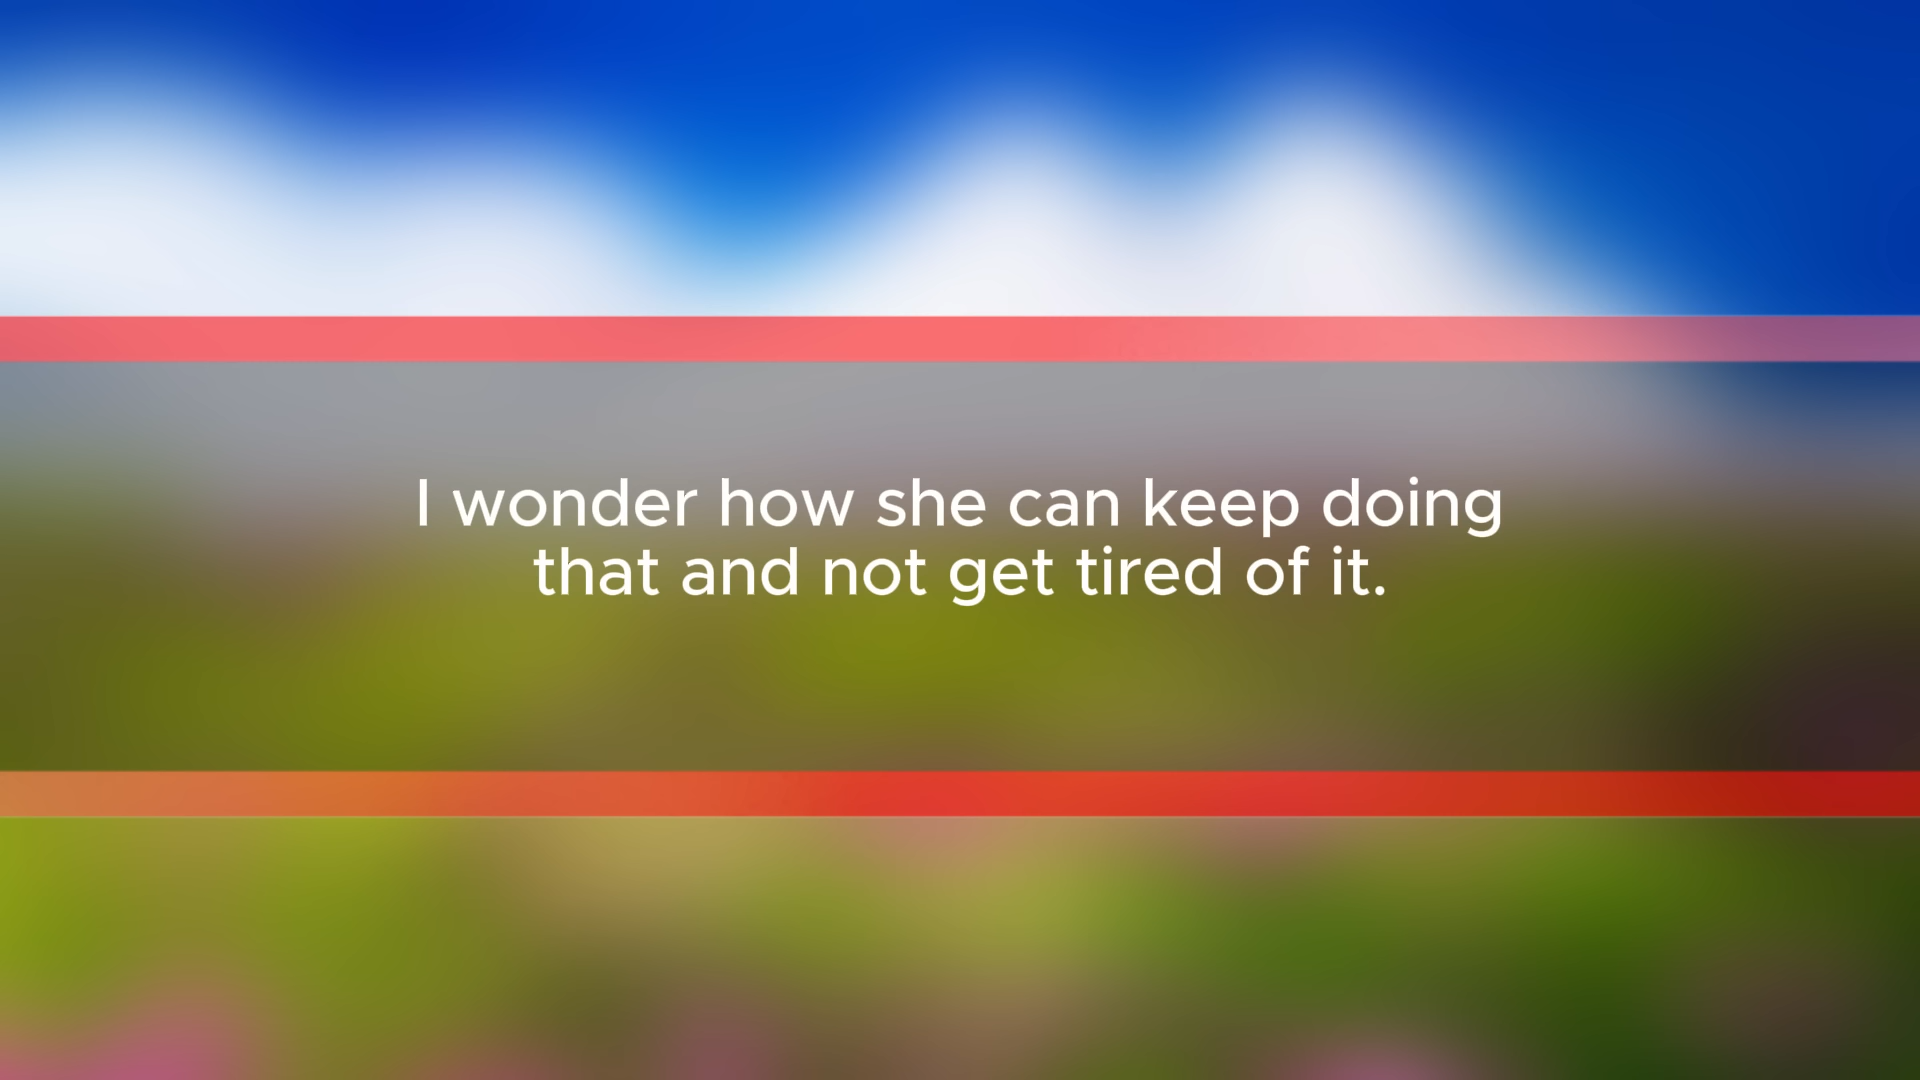 I wonder how she can keep doing
that and not get tired of it.